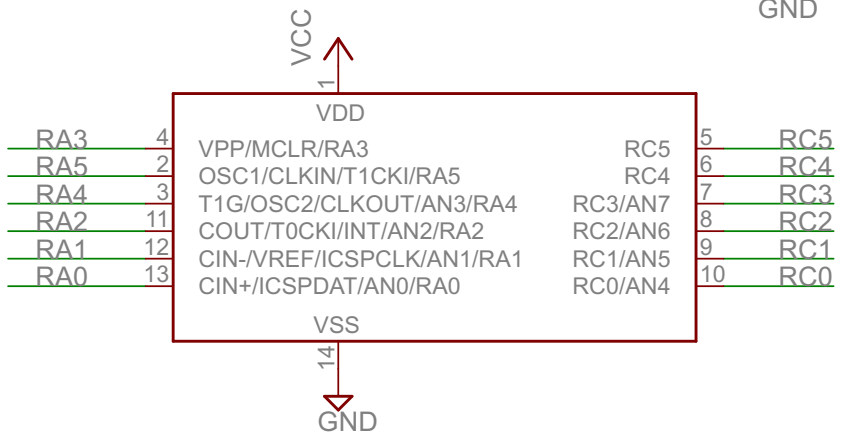 GND
VCC
1
VDD
RA3 4 VPP/MCLR/RA3 RC5 5 RC5
RA5 2 OSC1/CLKIN/T1CKI/RA5 RC4 6 RC4
RA4 3 T1G/OSC2/CLKOUT/AN3/RA4 RC3/AN7 7 RC3
RA2 11 COUT/T0CKI/INT/AN2/RA2 RC2/AN6 8 RC2
RA1 12 CIN-/VREF/ICSPCLK/AN1/RA1 RC1/AN5 9 RC1
RA0 13 CIN+/ICSPDAT/AN0/RA0 RC0/AN4 10 RC0
VSS
14
GND